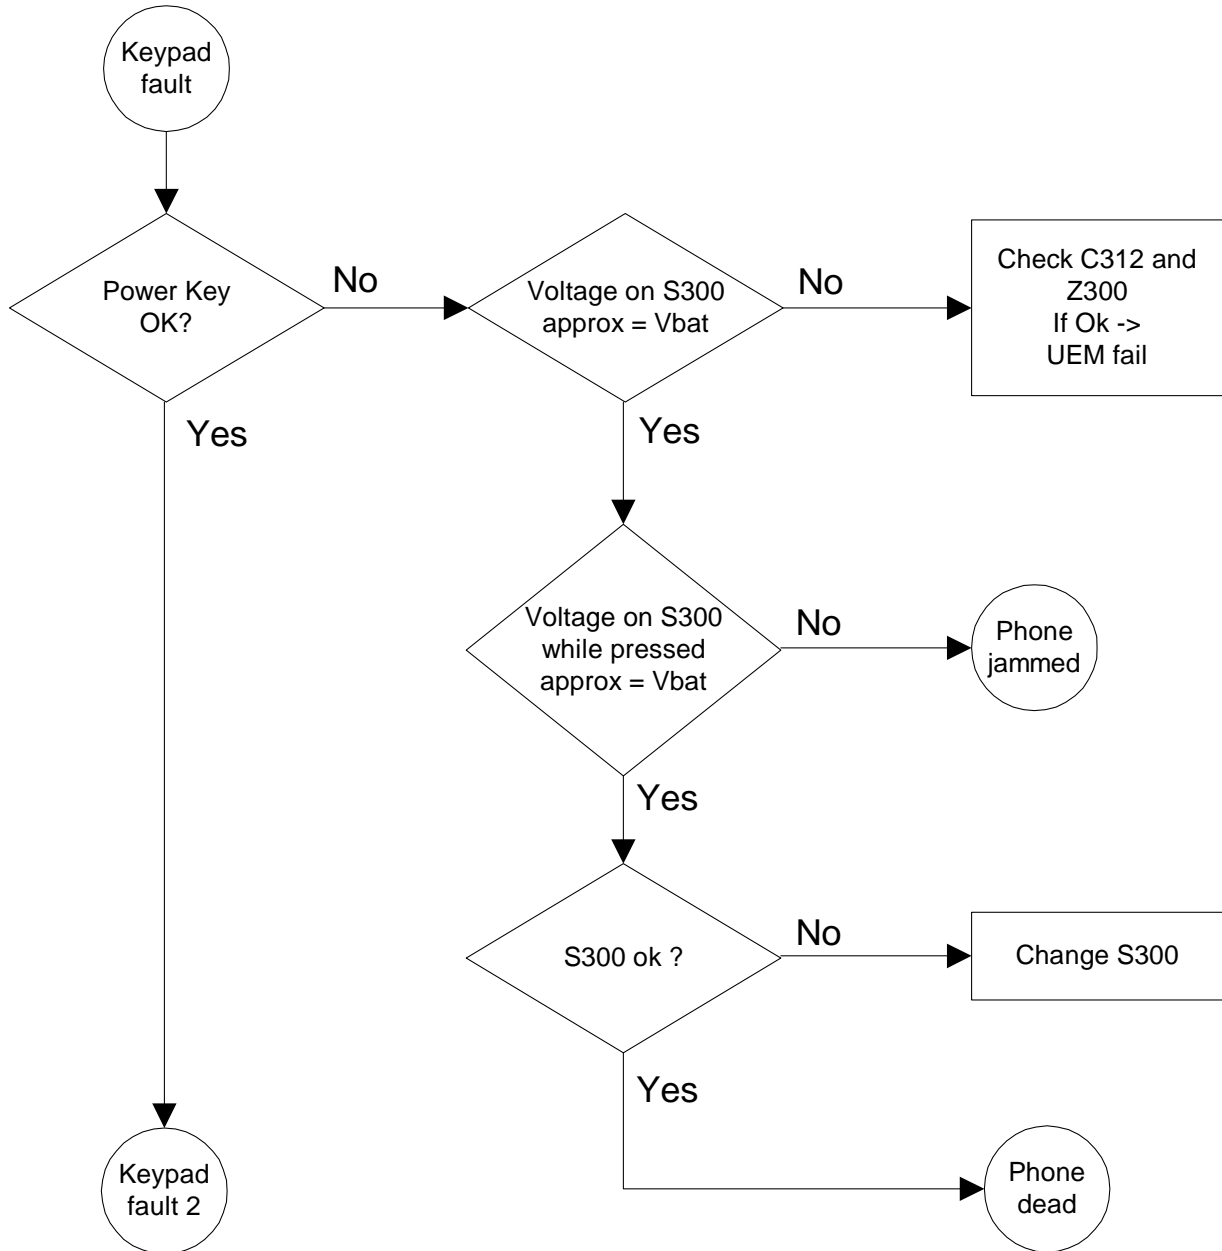 Keypad
fault
Power Key
OK?
No
Voltage on S300
approx = Vbat
No
Check C312 and
Z300
If Ok ->
UEM fail
Yes
Yes
Voltage on S300
while pressed
approx = Vbat
No
Phone
jammed
Yes
S300 ok ?
No
Change S300
Yes
Keypad
fault 2
Phone
dead